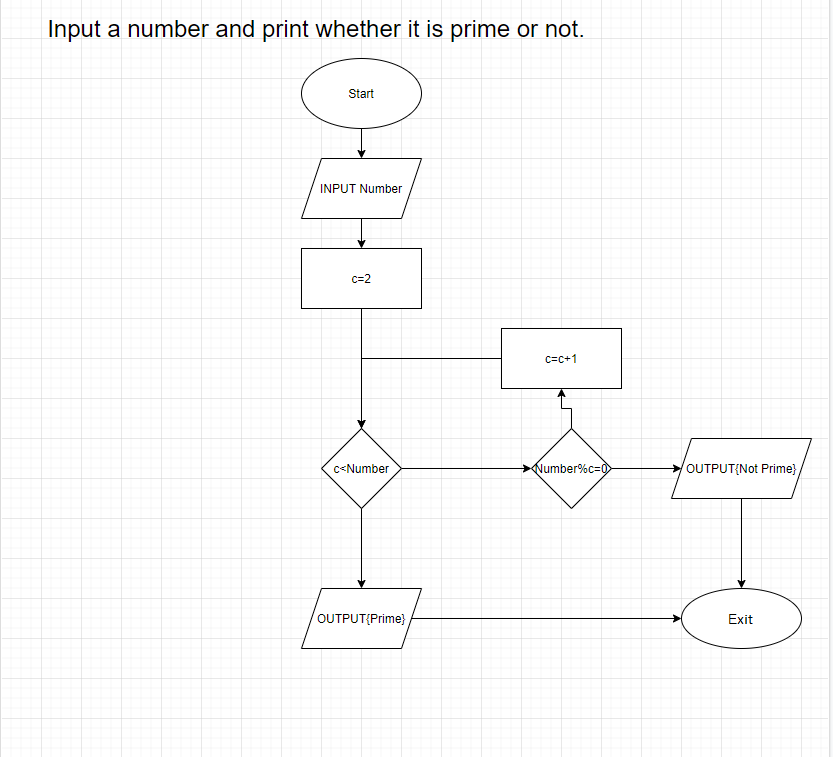 Input a number and print whether it is prime or not.
Start
INPUT Number
c=2
c=c+1
c<Number
Number%c=0
OUTPUT{Not Prime}
OUTPUT{Prime}
Exit